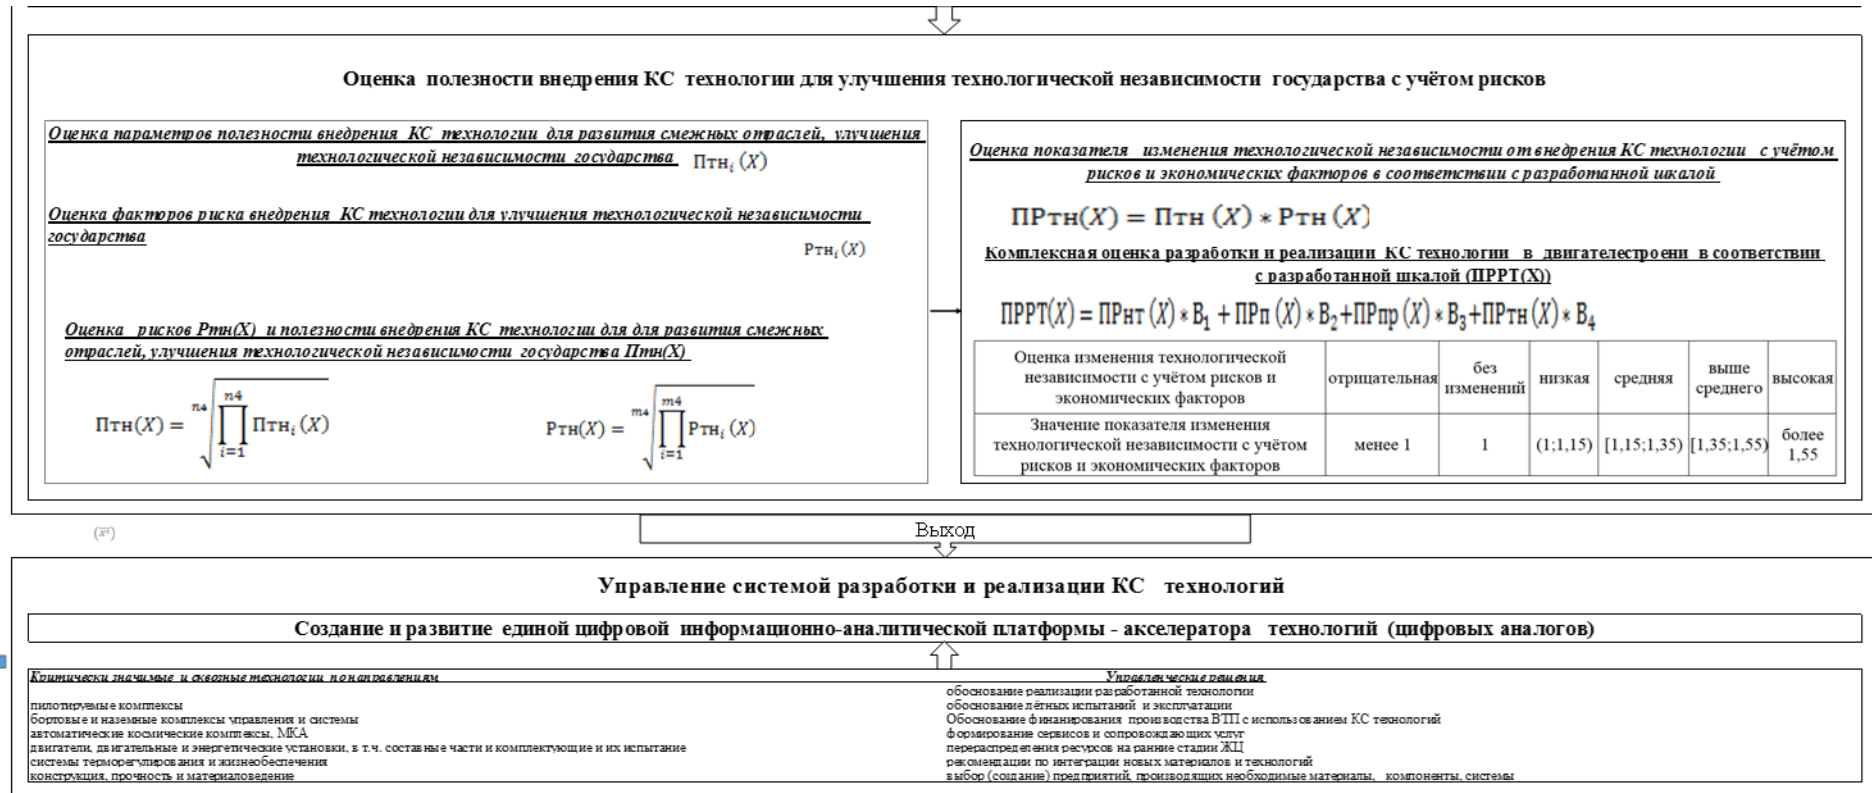 Оценка полезности внедрения КС технологии для улучшения технологической независимости государства с учётом рисков
Оценка параметров полезности внедрения КС технологии для развития смежных отраслей, улучшения
технологической независимости государства Птнᵢ(X)
Оценка факторов риска внедрения КС технологии для улучшения технологической независимости
государства
Ртнᵢ(X)
Оценка рисков Ртн(X) и полезности внедрения КС технологии для для развития смежных
отраслей, улучшения технологической независимости государства Птн(X)
Птн(X) = ⁿ⁴√∏ n4 i=1 Птнᵢ(X)
Ртн(X) = ᵐ⁴√∏ m4 i=1 Ртнᵢ(X)
Оценка показателя изменения технологической независимости от внедрения КС технологии с учётом
рисков и экономических факторов в соответствии с разработанной шкалой
ПРтн(X) = Птн (X) * Ртн (X)
Комплексная оценка разработки и реализации КС технологии в двигателестроени в соответствии
с разработанной шкалой (ПРРТ(X))
ПРРТ(X) = ПРнт (X) * В₁ + ПРп (X) * В₂+ПРпр (X) * В₃+ПРтн (X) * В₄
Оценка изменения технологической
независимости с учётом рисков и
экономических факторов
отрицательная
без
изменений
низкая
средняя
выше
среднего
высокая
Значение показателя изменения
технологической независимости с учётом
рисков и экономических факторов
менее 1
1
(1;1,15)
[1,15;1,35)
[1,35;1,55)
более
1,55
Выход
Управление системой разработки и реализации КС технологий
Создание и развитие единой цифровой информационно-аналитической платформы - акселератора технологий (цифровых аналогов)
Критически значимые и сквозные технологии по направлениям
пилотируемые комплексы
бортовые и наземные комплексы управления и системы
автоматические космические комплексы, МКА
двигатели, двигательные и энергетические установки, в т.ч. составные части и комплектующие и их испытание
системы терморегулирования и жизнеобеспечения
конструкция, прочность и материаловедение
Управленческие решения
обоснование реализации разработанной технологии
обоснование лётных испытаний и эксплуатации
Обоснование финанирования производства ВТП с использованием КС технологий
формирование сервисов и сопровождающих услуг
перераспределения ресурсов на ранние стадии ЖЦ
рекомендации по интеграции новых материалов и технологий
выбор (создание) предприятий, производящих необходимые материалы, компоненты, системы